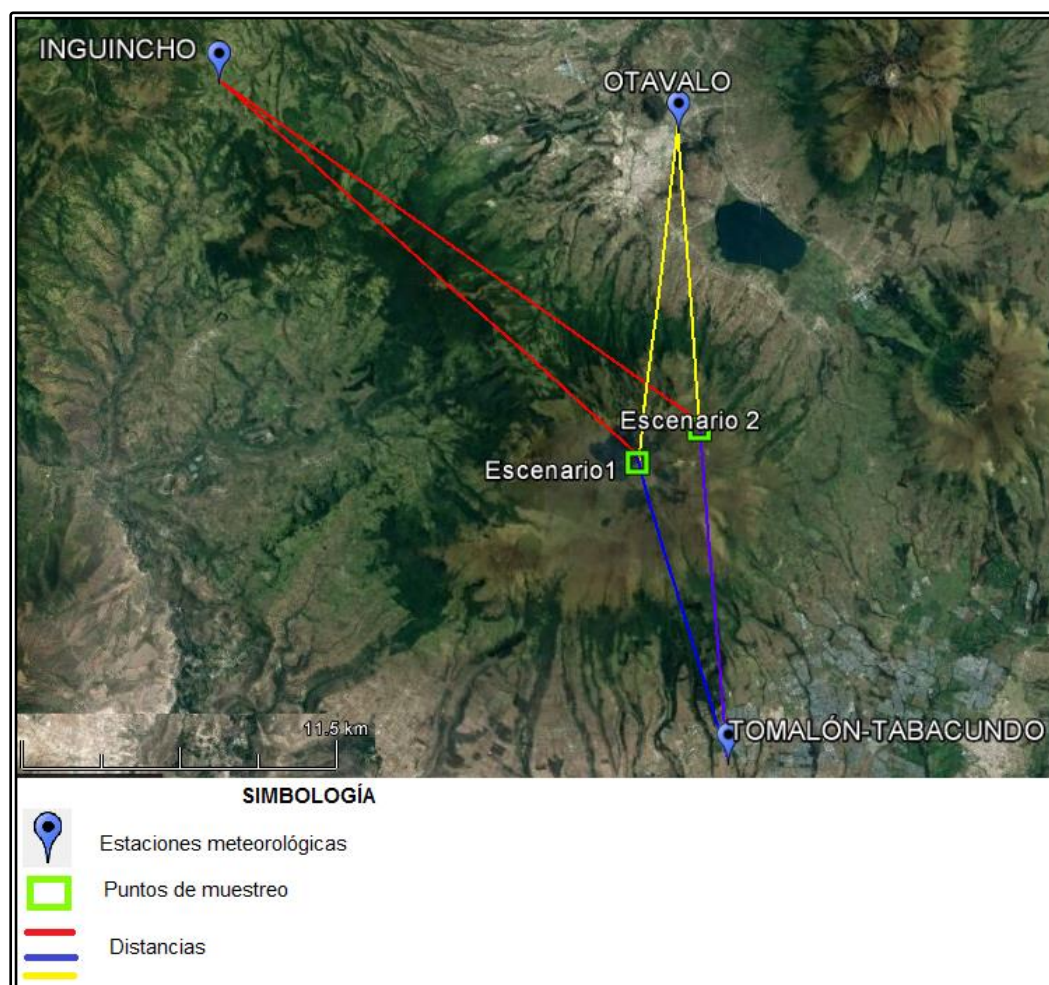 INGUINCHO
OTAVALO
Escenario 2
Escenario1
11.5 km
TOMALÓN-TABACUNDO
SIMBOLOGÍA
Estaciones meteorológicas
Puntos de muestreo
Distancias